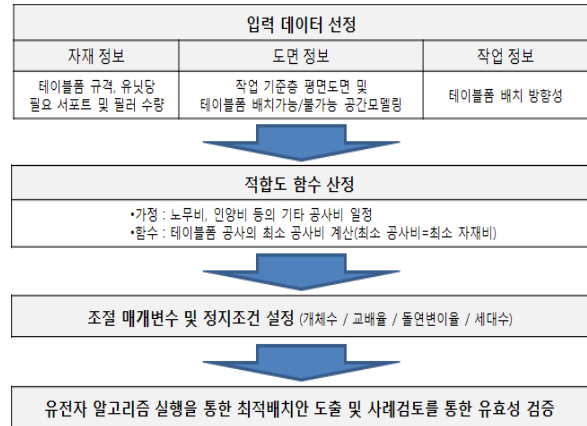 입력 데이터 선정
자재 정보
도면 정보
작업 정보
테이블폼 규격, 유닛당
필요 서포트 및 필러 수량
작업 기준층 평면도면 및
테이블폼 배치가능/불가능 공간모델링
테이블폼 배치 방향성
적합도 함수 산정
•가정 : 노무비, 인양비 등의 기타 공사비 일정
•함수 : 테이블폼 공사의 최소 공사비 계산(최소 공사비=최소 자재비)
조절 매개변수 및 정지조건 설정 (개체수 / 교배율 / 돌연변이율 / 세대수)
유전자 알고리즘 실행을 통한 최적배치안 도출 및 사례검토를 통한 유효성 검증